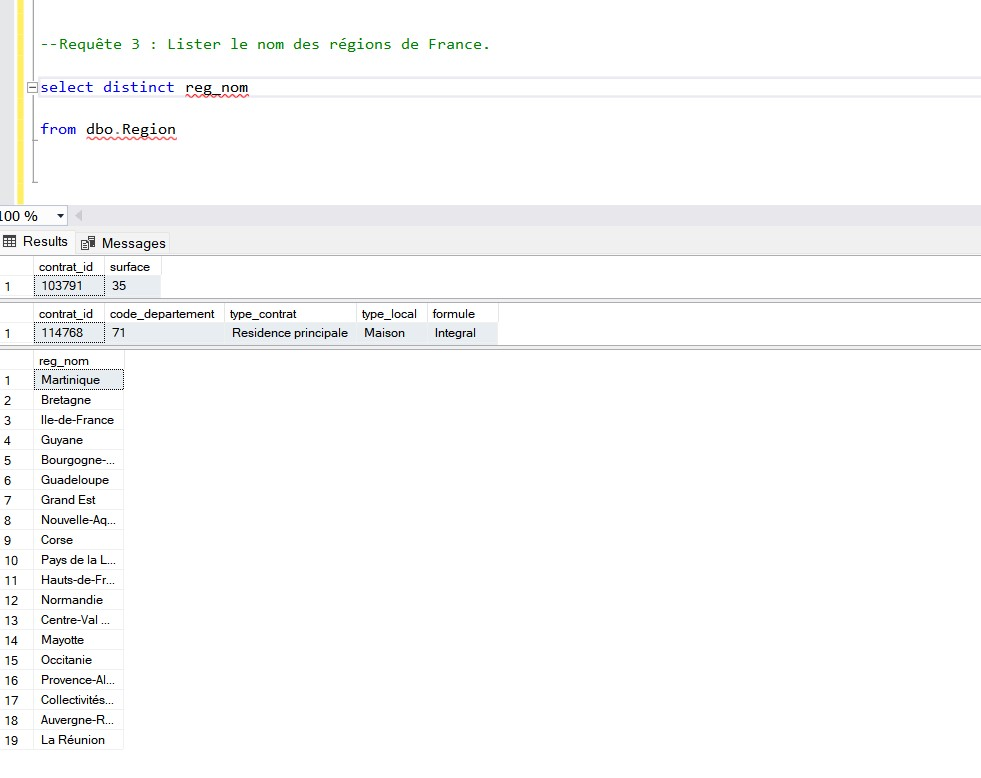 --Requête 3 : Lister le nom des régions de France.
select distinct reg_nom
from dbo.Region
100 %
Results Messages
contrat_id surface
1 103791 35
contrat_id code_departement type_contrat type_local formule
1 114768 71 Residence principale Maison Integral
reg_nom
1 Martinique
2 Bretagne
3 Ile-de-France
4 Guyane
5 Bourgogne-...
6 Guadeloupe
7 Grand Est
8 Nouvelle-Aq...
9 Corse
10 Pays de la L...
11 Hauts-de-Fr...
12 Normandie
13 Centre-Val ...
14 Mayotte
15 Occitanie
16 Provence-Al...
17 Collectivités...
18 Auvergne-R...
19 La Réunion